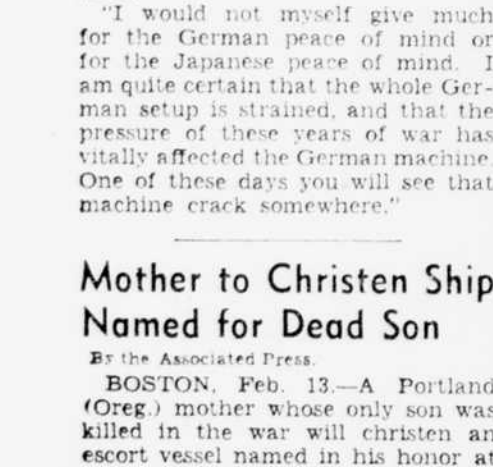 "I would not myself give much
for the German peace of mind or
for the Japanese peace of mind. I
am quite certain that the whole Ger-
man setup is strained, and that the
pressure of these years of war has
vitally affected the German machine.
One of these days you will see that
machine crack somewhere."
Mother to Christen Ship
Named for Dead Son
By the Associated Press.
BOSTON, Feb. 13.—A Portland
(Oreg.) mother whose only son was
killed in the war will christen an
escort vessel named in his honor at